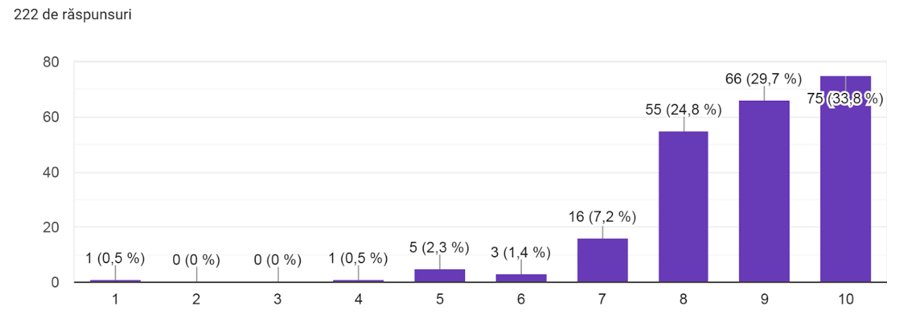 222 de răspunsuri
80
60
40
20
0
1 (0,5 %)
0 (0 %)
0 (0 %)
1 (0,5 %)
5 (2,3 %)
3 (1,4 %)
16 (7,2 %)
55 (24,8 %)
66 (29,7 %)
75 (33,8 %)
1 2 3 4 5 6 7 8 9 10